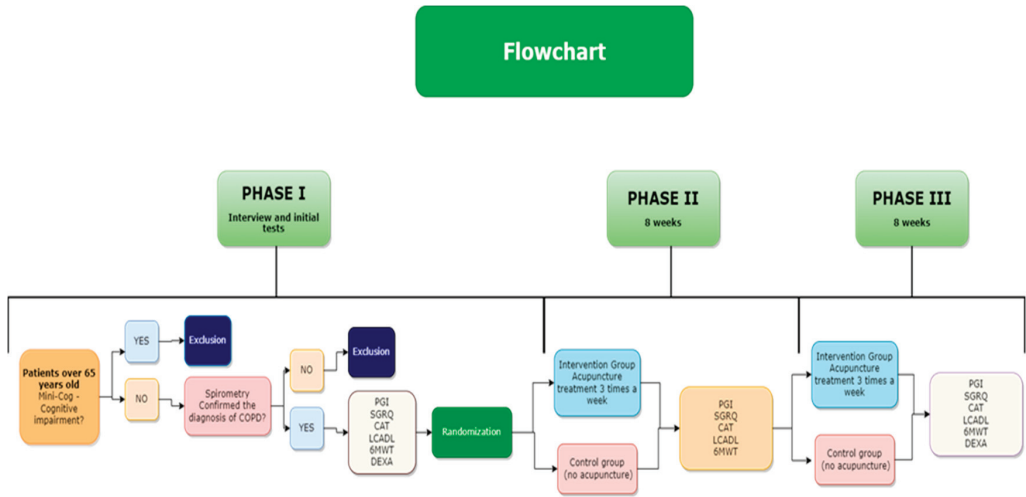 Flowchart
PHASE I
Interview and initial
tests
PHASE II
8 weeks
PHASE III
8 weeks
Patients over 65
years old
Mini-Cog -
Cognitive
impairment?
YES
Exclusion
NO
Spirometry
Confirmed the
diagnosis of COPD?
NO
Exclusion
YES
PGI
SGRQ
CAT
LCADL
6MWT
DEXA
Randomization
Intervention Group
Acupuncture
treatment 3 times a
week
Control group
(no acupuncture)
PGI
SGRQ
CAT
LCADL
6MWT
Intervention Group
Acupuncture
treatment 3 times a
week
Control group
(no acupuncture)
PGI
SGRQ
CAT
LCADL
6MWT
DEXA